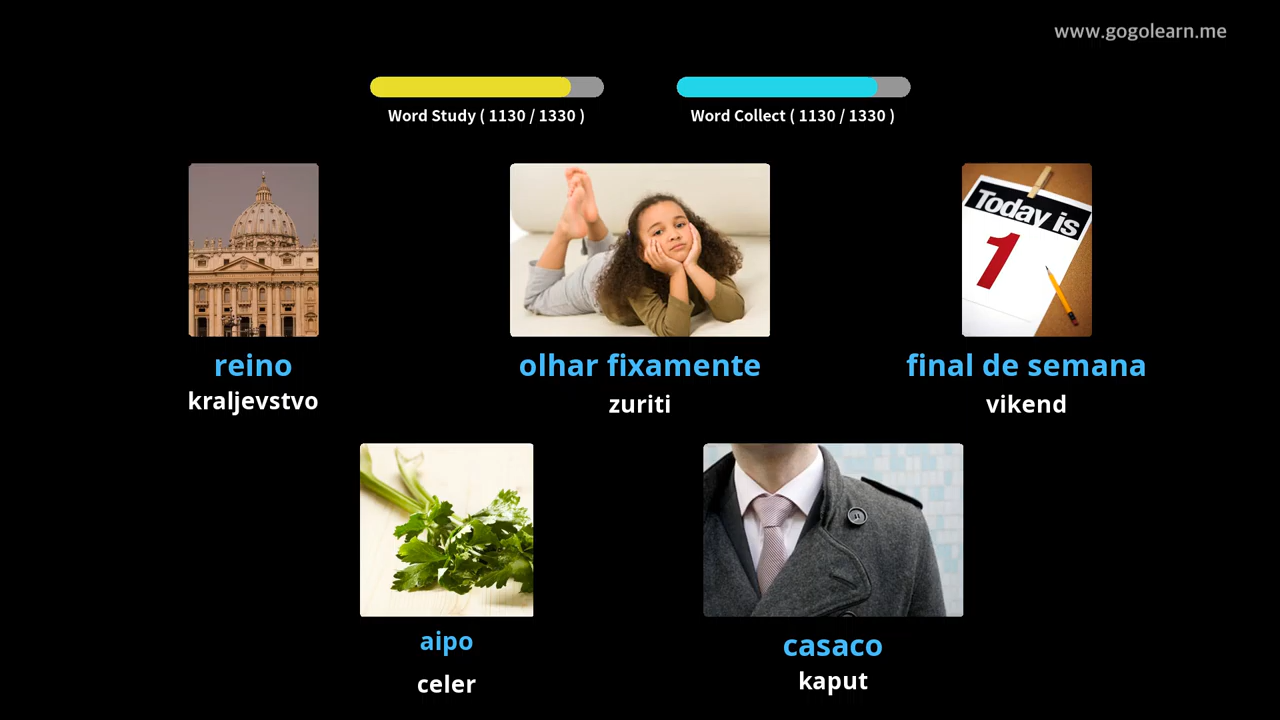 www.gogolearn.me
Word Study ( 1130 / 1330 )
Word Collect ( 1130 / 1330 )
Today is
1
reino
olhar fixamente
final de semana
kraljevstvo
zuriti
vikend
aipo
casaco
celer
kaput